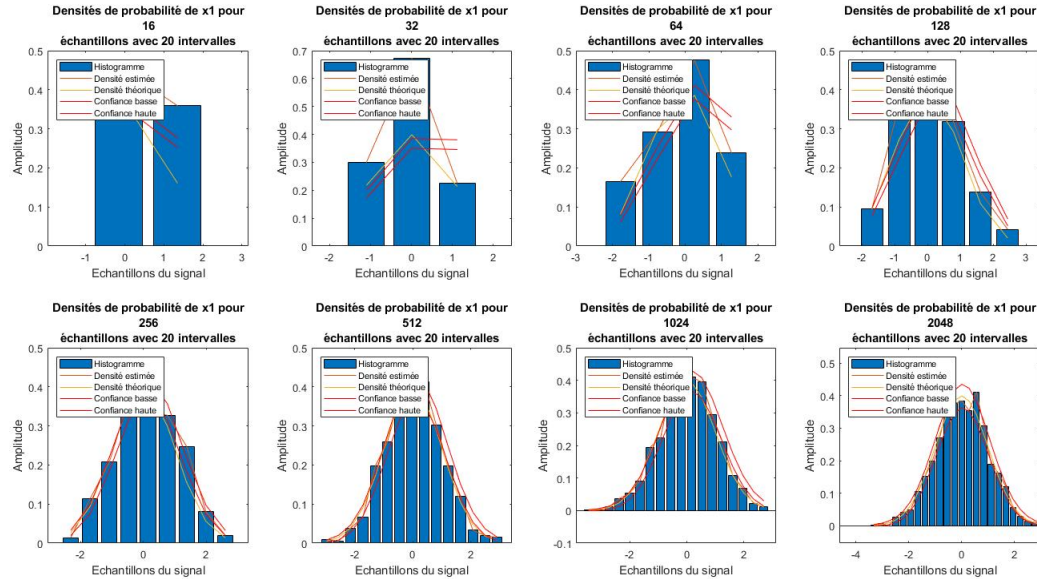 Densités de probabilité de x1 pour
16
échantillons avec 20 intervalles
0.5
0.4
0.3
0.2
0.1
0
Amplitude
Histogramme
Densité estimée
Densité théorique
Confiance basse
Confiance haute
-1 0 1 2 3
Echantillons du signal
Densités de probabilité de x1 pour
32
échantillons avec 20 intervalles
0.7
0.6
0.5
0.4
0.3
0.2
0.1
0
Amplitude
Histogramme
Densité estimée
Densité théorique
Confiance basse
Confiance haute
-2 -1 0 1 2
Echantillons du signal
Densités de probabilité de x1 pour
64
échantillons avec 20 intervalles
0.5
0.4
0.3
0.2
0.1
0
Amplitude
Histogramme
Densité estimée
Densité théorique
Confiance basse
Confiance haute
-3 -2 -1 0 1 2
Echantillons du signal
Densités de probabilité de x1 pour
128
échantillons avec 20 intervalles
0.5
0.4
0.3
0.2
0.1
0
Amplitude
Histogramme
Densité estimée
Densité théorique
Confiance basse
Confiance haute
-2 -1 0 1 2 3
Echantillons du signal
Densités de probabilité de x1 pour
256
échantillons avec 20 intervalles
0.5
0.4
0.3
0.2
0.1
0
Amplitude
Histogramme
Densité estimée
Densité théorique
Confiance basse
Confiance haute
-2 0 2
Echantillons du signal
Densités de probabilité de x1 pour
512
échantillons avec 20 intervalles
0.5
0.4
0.3
0.2
0.1
0
Amplitude
Histogramme
Densité estimée
Densité théorique
Confiance basse
Confiance haute
-2 0 2
Echantillons du signal
Densités de probabilité de x1 pour
1024
échantillons avec 20 intervalles
0.5
0.4
0.3
0.2
0.1
0
-0.1
Amplitude
Histogramme
Densité estimée
Densité théorique
Confiance basse
Confiance haute
-4 -2 0 2
Echantillons du signal
Densités de probabilité de x1 pour
2048
échantillons avec 20 intervalles
0.5
0.4
0.3
0.2
0.1
0
Amplitude
Histogramme
Densité estimée
Densité théorique
Confiance basse
Confiance haute
-4 -2 0 2
Echantillons du signal